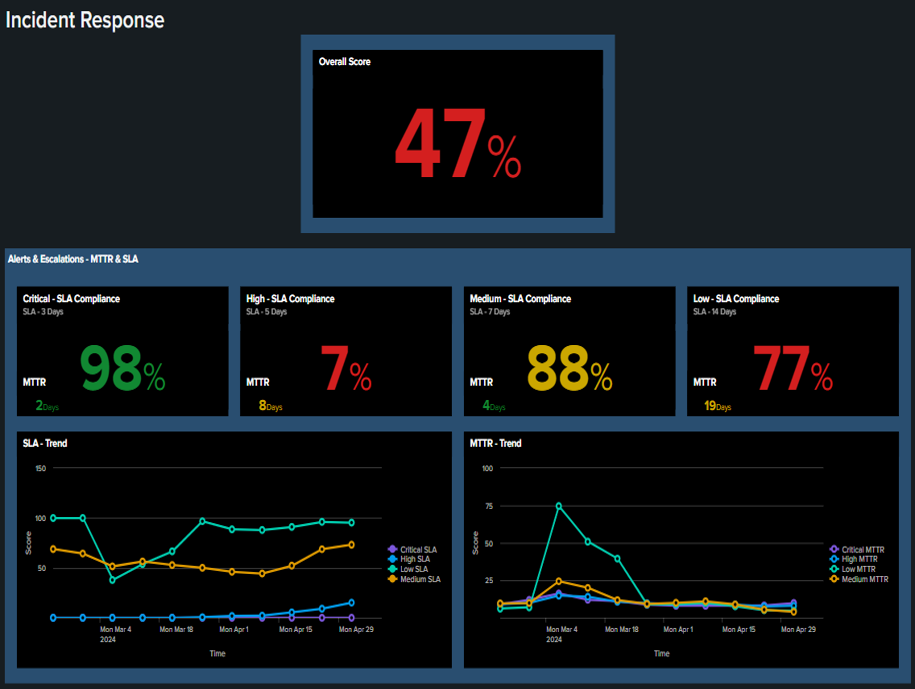 Incident Response
Overall Score
47%
Alerts & Escalations - MTTR & SLA
Critical - SLA Compliance
SLA - 3 Days
98%
MTTR
2Days
High - SLA Compliance
SLA - 5 Days
7%
MTTR
8Days
Medium - SLA Compliance
SLA - 7 Days
88%
MTTR
4Days
Low - SLA Compliance
SLA - 14 Days
77%
MTTR
19Days
SLA - Trend
150
100
50
Score
Critical SLA
High SLA
Low SLA
Medium SLA
Mon Mar 4
2024
Mon Mar 18
Mon Apr 1
Mon Apr 15
Mon Apr 29
Time
MTTR - Trend
100
75
50
25
Score
Critical MTTR
High MTTR
Low MTTR
Medium MTTR
Mon Mar 4
2024
Mon Mar 18
Mon Apr 1
Mon Apr 15
Mon Apr 29
Time